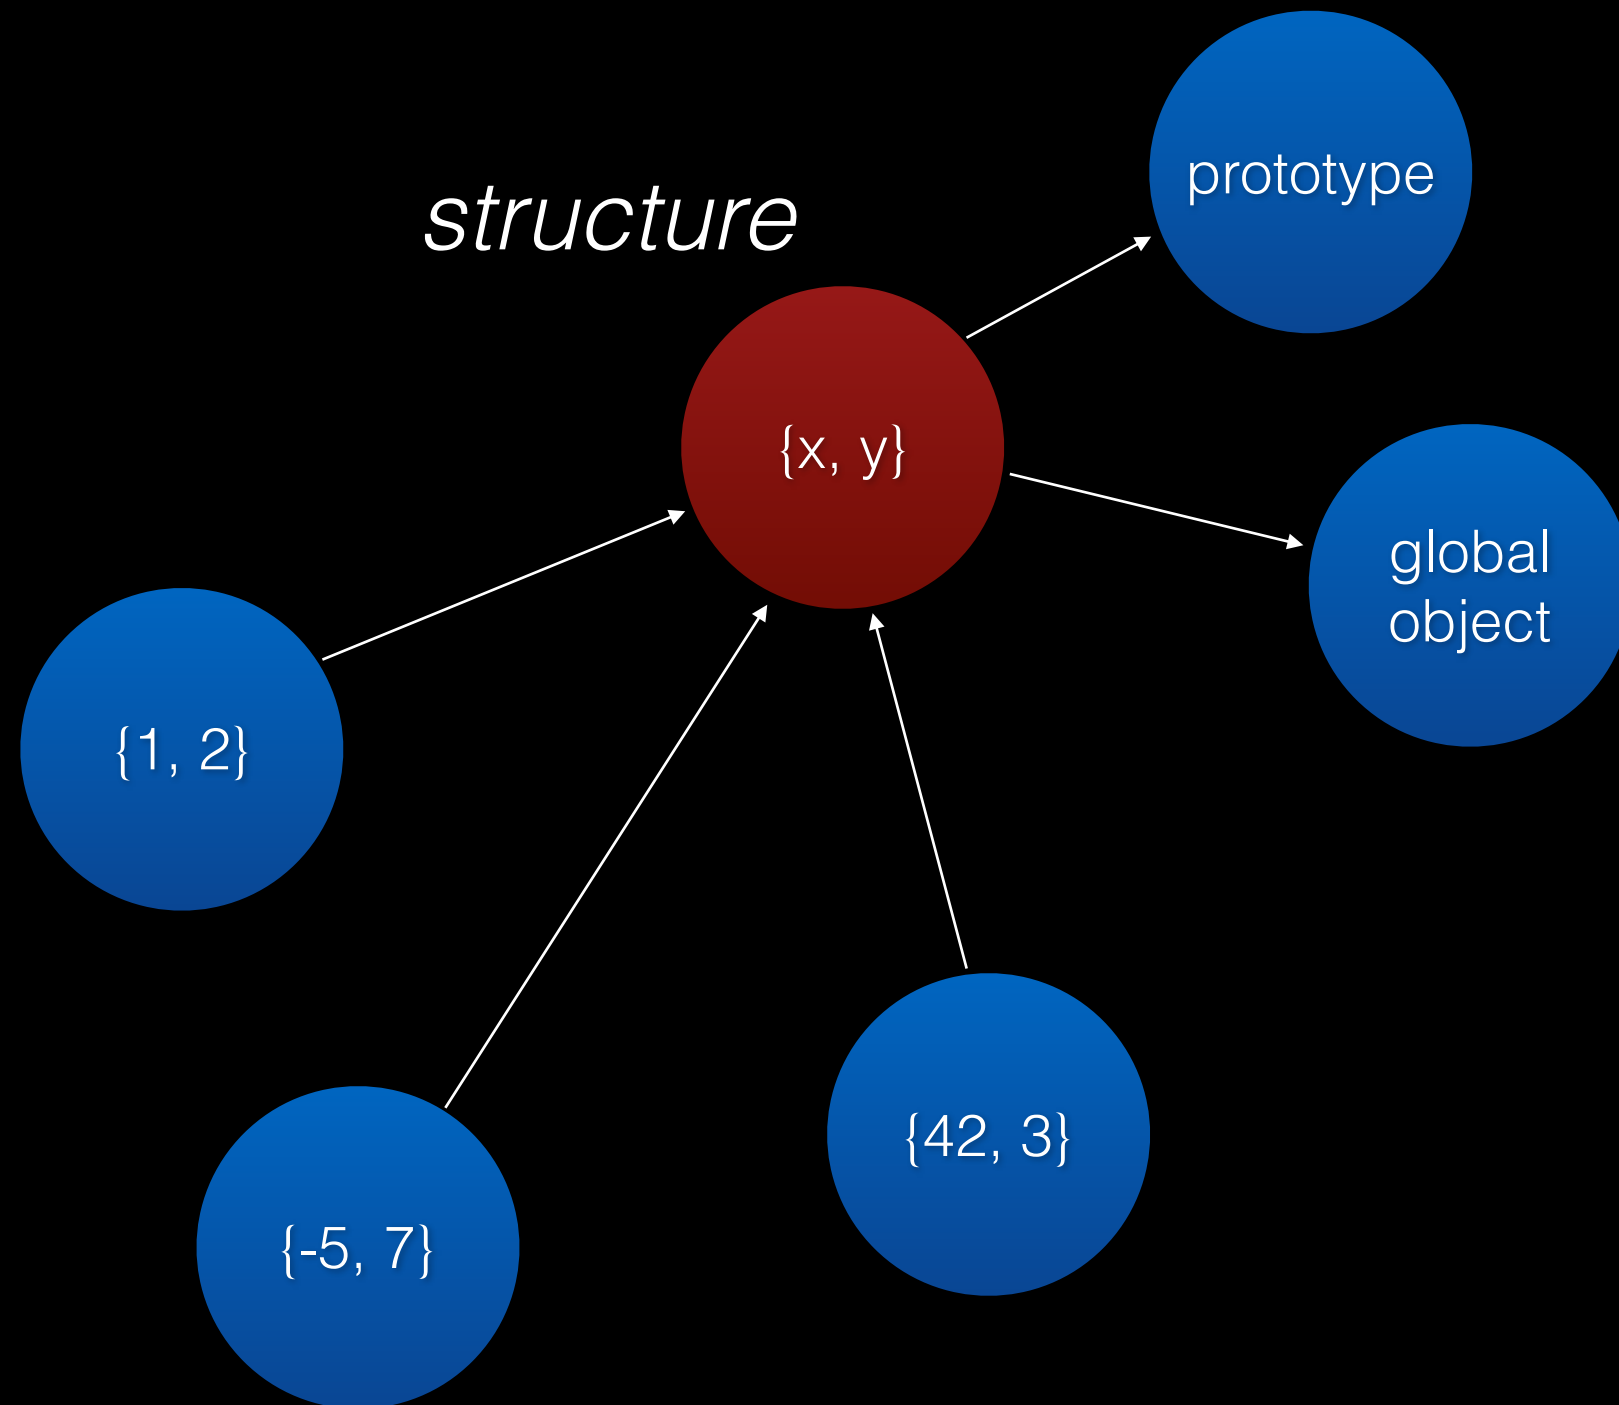 prototype
structure
{x, y}
global
object
{1, 2}
{42, 3}
{-5, 7}